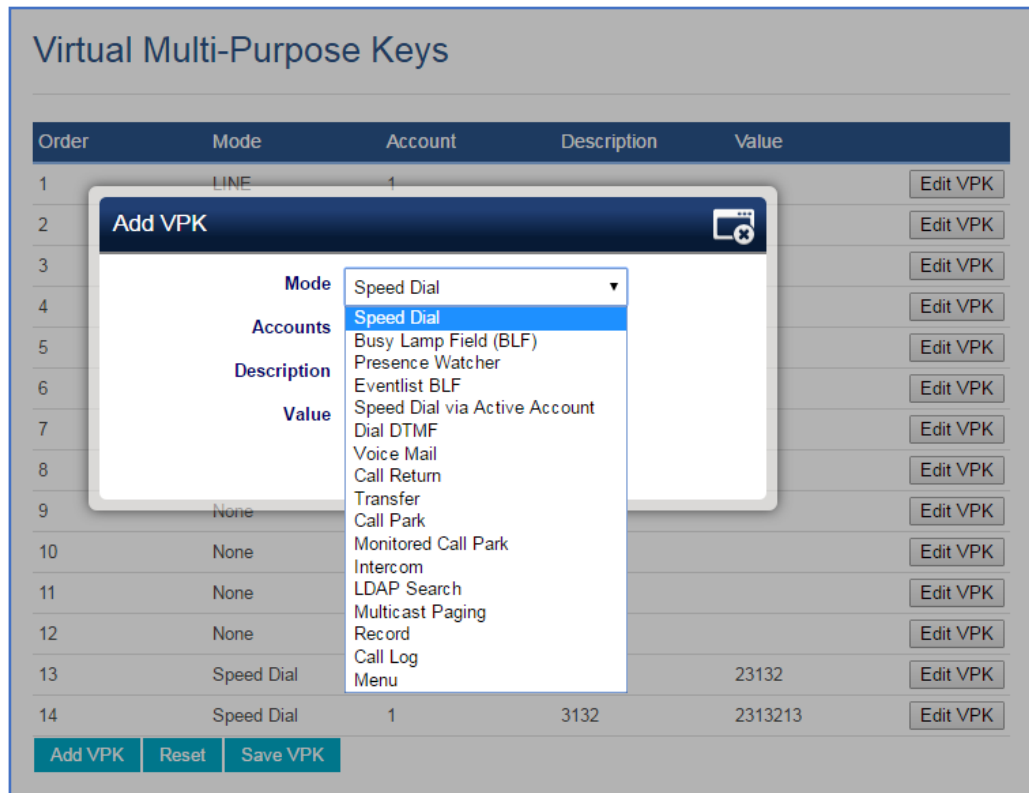 Virtual Multi-Purpose Keys
Order Mode Account Description Value
1 LINE 1 Edit VPK
2 Edit VPK
3 Edit VPK
4 Edit VPK
5 Edit VPK
6 Edit VPK
7 Edit VPK
8 Edit VPK
9 None Edit VPK
10 None Edit VPK
11 None Edit VPK
12 None Edit VPK
13 Speed Dial 23132 Edit VPK
14 Speed Dial 1 3132 2313213 Edit VPK
Add VPK Reset Save VPK
Add VPK
Mode Speed Dial
Accounts
Description
Value
Speed Dial
Busy Lamp Field (BLF)
Presence Watcher
Eventlist BLF
Speed Dial via Active Account
Dial DTMF
Voice Mail
Call Return
Transfer
Call Park
Monitored Call Park
Intercom
LDAP Search
Multicast Paging
Record
Call Log
Menu